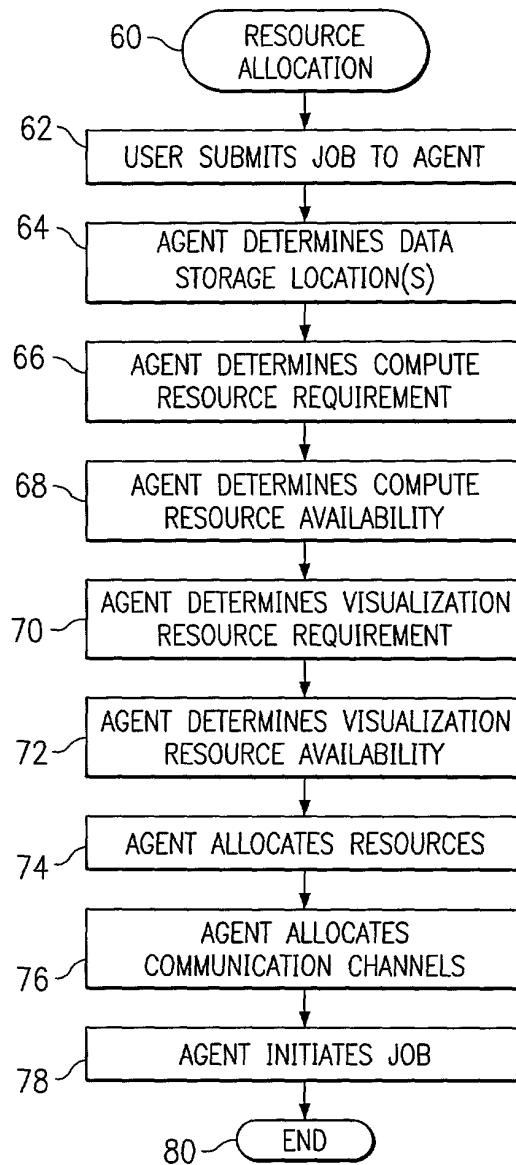 60
RESOURCE
ALLOCATION
62
USER SUBMITS JOB TO AGENT
64
AGENT DETERMINES DATA
STORAGE LOCATION(S)
66
AGENT DETERMINES COMPUTE
RESOURCE REQUIREMENT
68
AGENT DETERMINES COMPUTE
RESOURCE AVAILABILITY
70
AGENT DETERMINES VISUALIZATION
RESOURCE REQUIREMENT
72
AGENT DETERMINES VISUALIZATION
RESOURCE AVAILABILITY
74
AGENT ALLOCATES RESOURCES
76
AGENT ALLOCATES
COMMUNICATION CHANNELS
78
AGENT INITIATES JOB
80
END